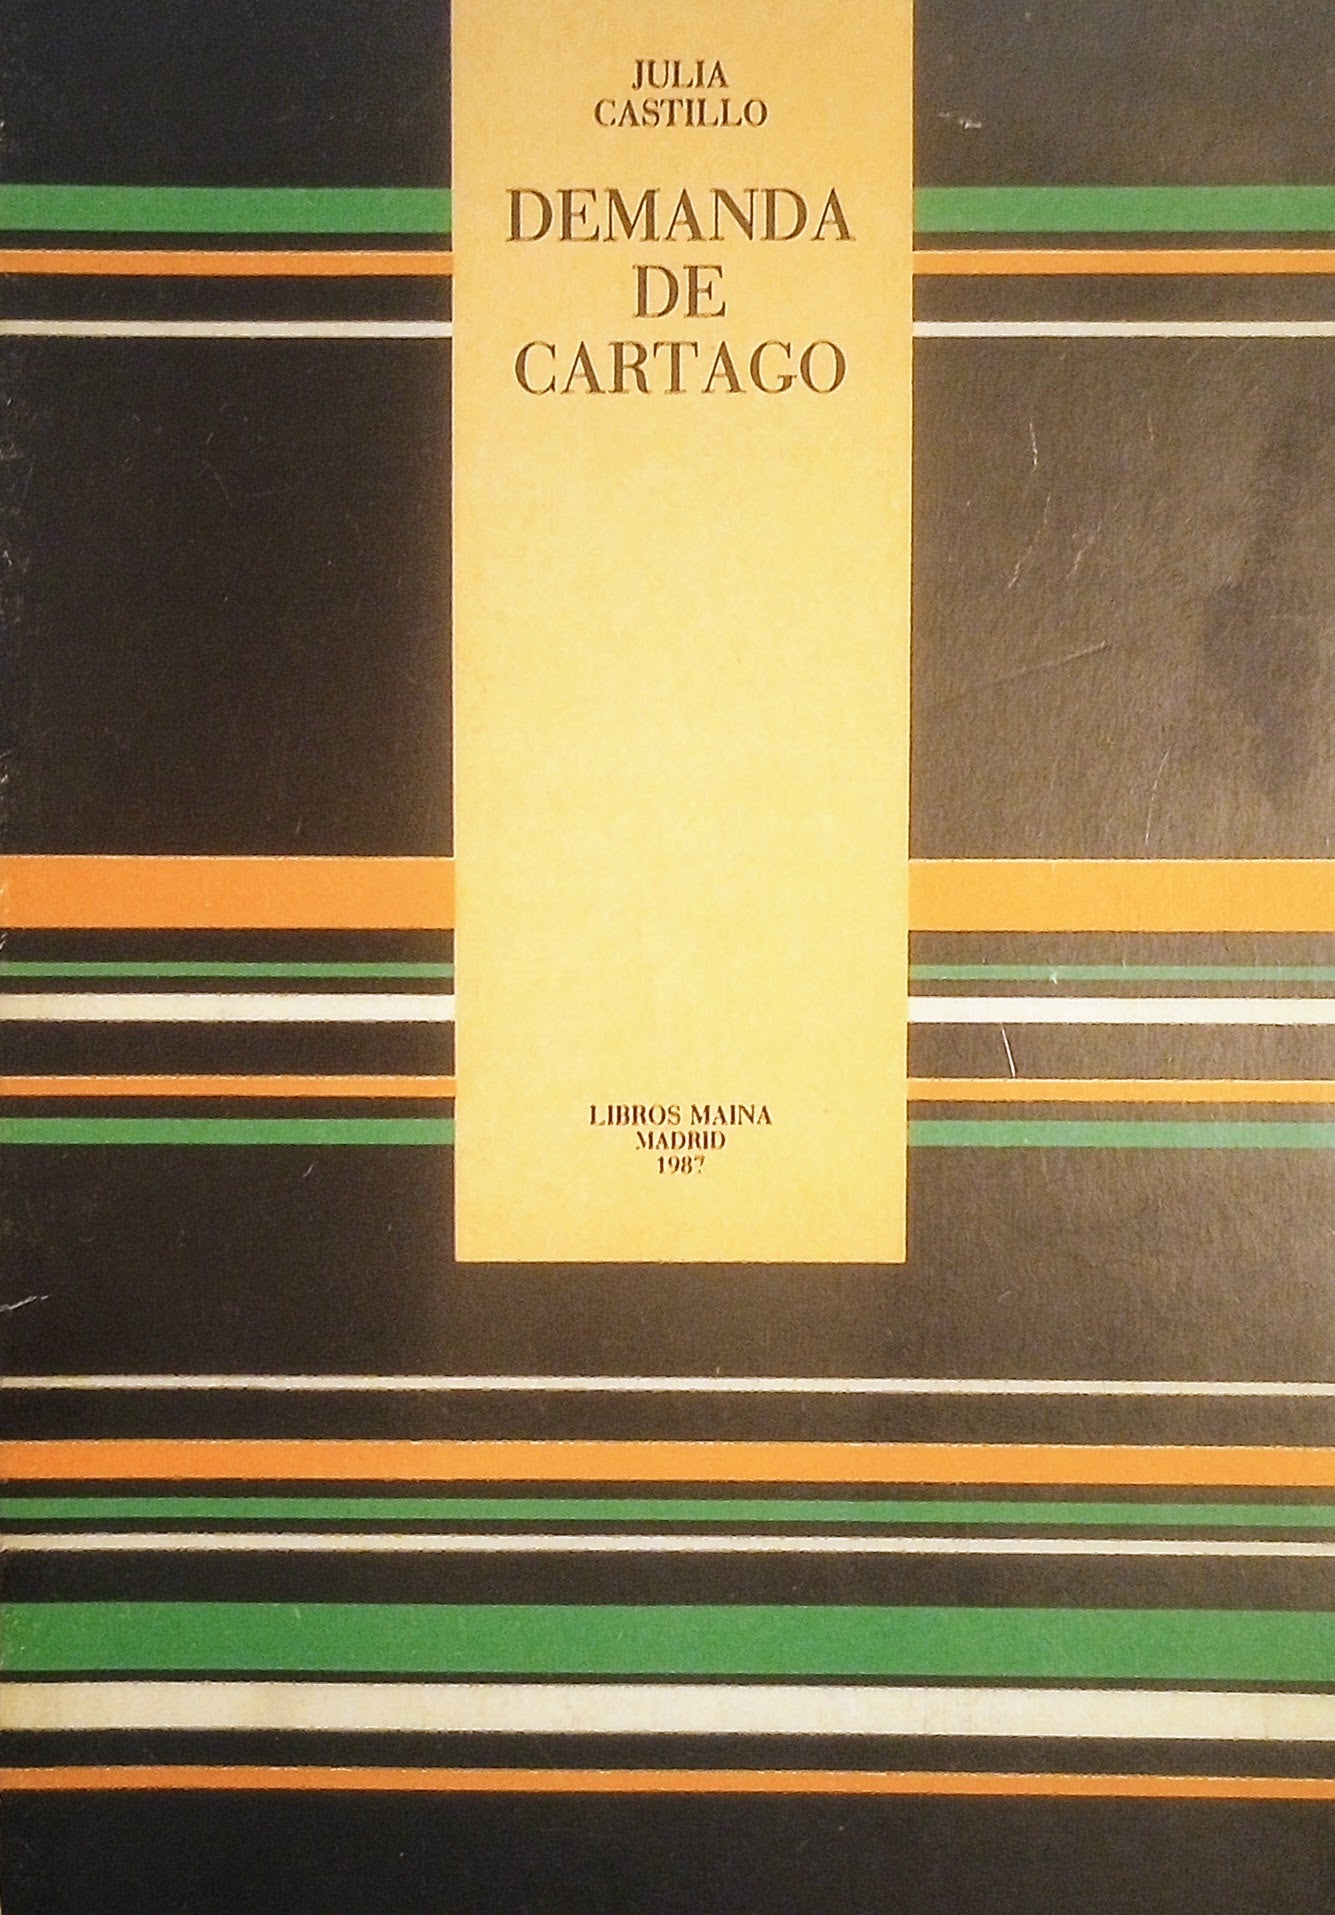 JULIA
CASTILLO
DEMANDA
DE
CARTAGO
LIBROS MAINA
MADRID
1987